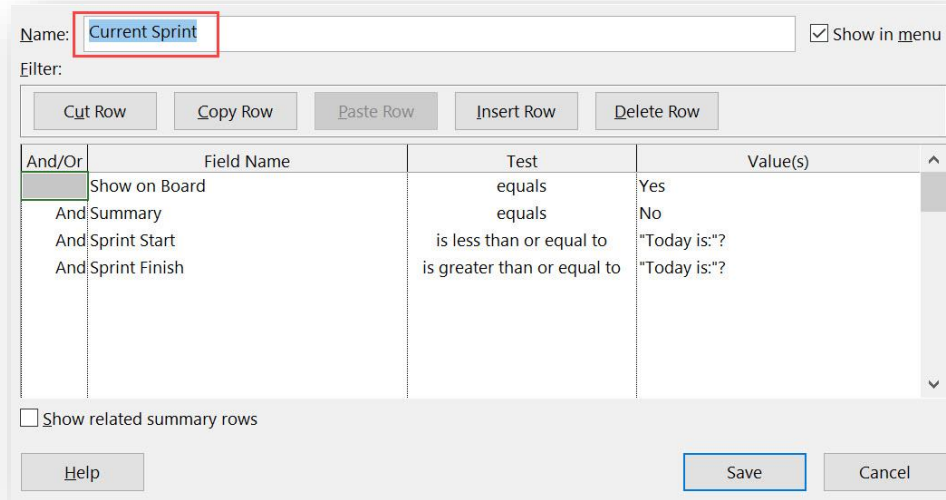 Name: Current Sprint Show in menu
Filter:
Cut Row Copy Row Paste Row Insert Row Delete Row
And/Or Field Name Test Value(s)
Show on Board equals Yes
And Summary equals No
And Sprint Start is less than or equal to "Today is:"?
And Sprint Finish is greater than or equal to "Today is:"?
Show related summary rows
Help Save Cancel